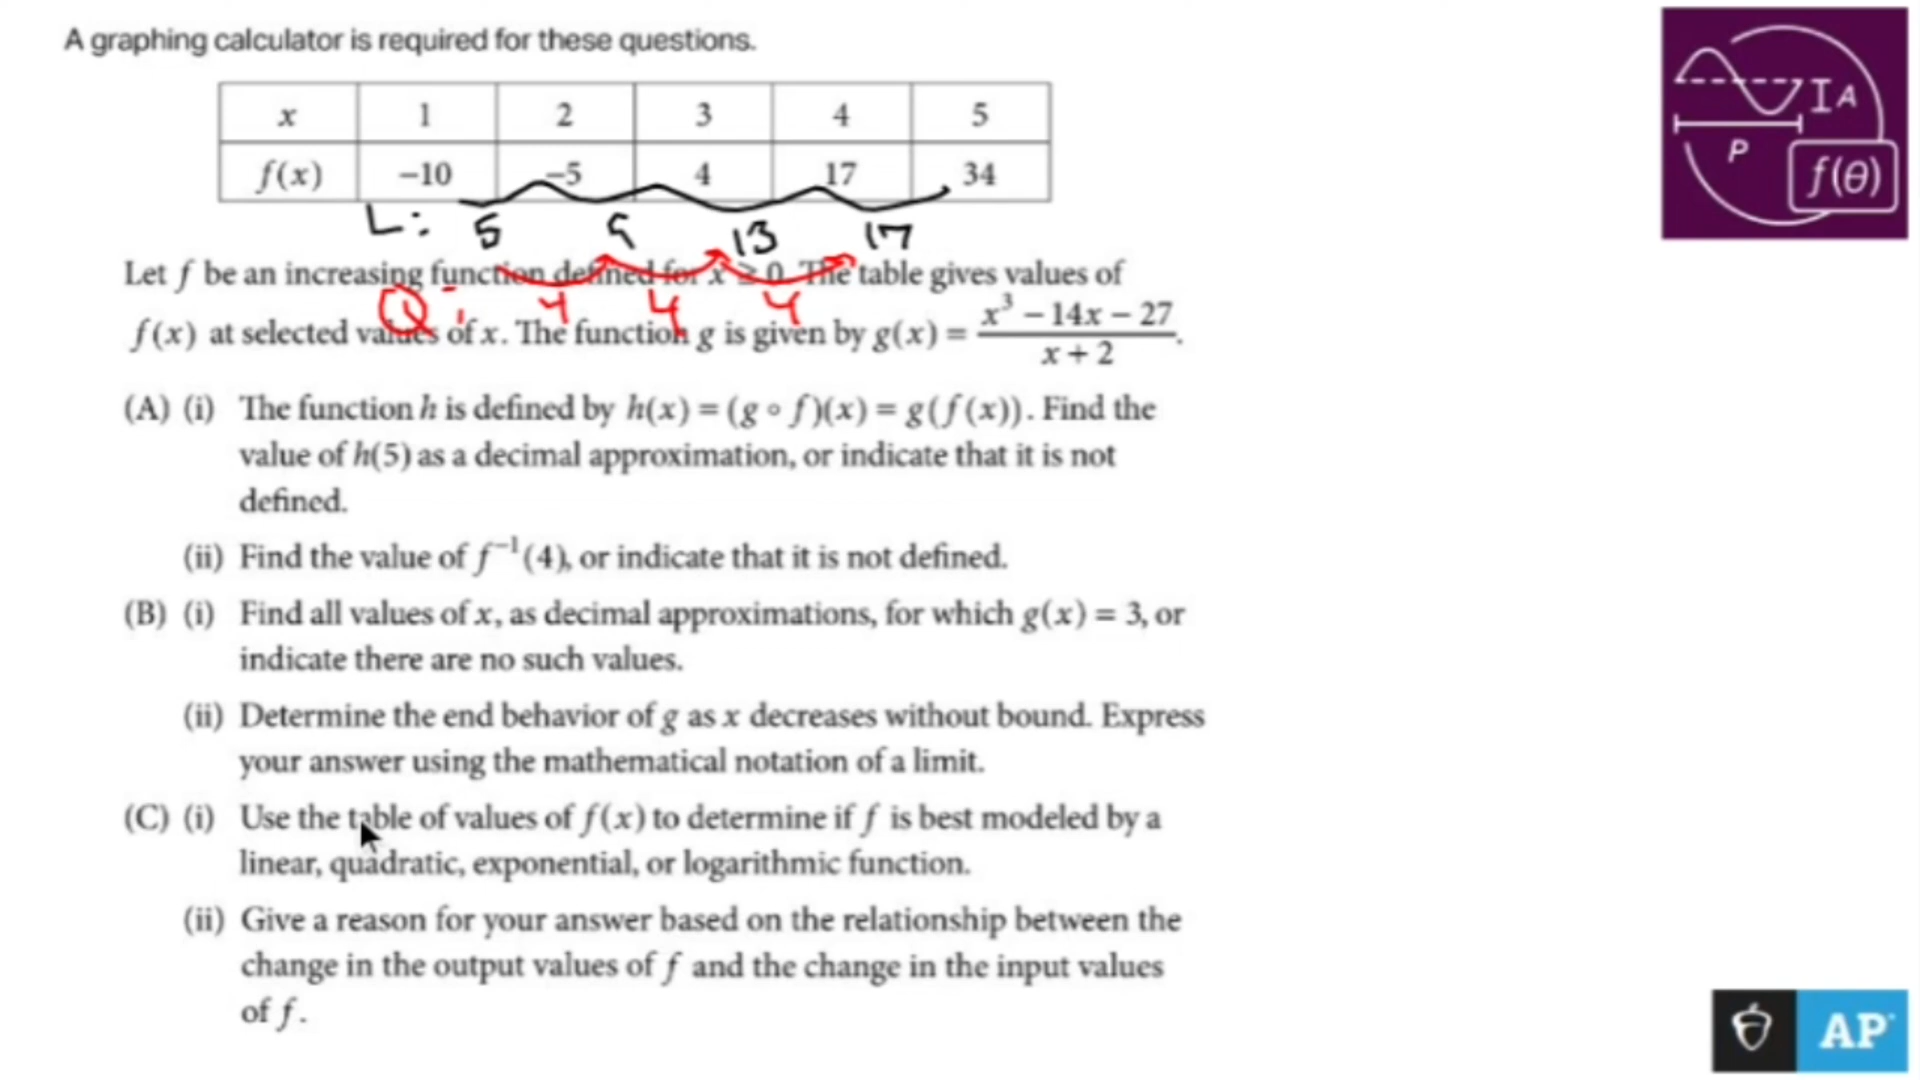 A graphing calculator is required for these questions.
x 1 2 3 4 5
f(x) −10 −5 4 17 34
L: 5 9 13 17
Let f be an increasing function defined for x ≥ 0. The table gives values of
Q: 4 4 4
f(x) at selected values of x. The function g is given by g(x) = \frac{x³ − 14x − 27}{x + 2}.
(A) (i) The function h is defined by h(x) = (g ∘ f)(x) = g(f(x)). Find the
value of h(5) as a decimal approximation, or indicate that it is not
defined.
(ii) Find the value of f⁻¹(4), or indicate that it is not defined.
(B) (i) Find all values of x, as decimal approximations, for which g(x) = 3, or
indicate there are no such values.
(ii) Determine the end behavior of g as x decreases without bound. Express
your answer using the mathematical notation of a limit.
(C) (i) Use the table of values of f(x) to determine if f is best modeled by a
linear, quadratic, exponential, or logarithmic function.
(ii) Give a reason for your answer based on the relationship between the
change in the output values of f and the change in the input values
of f.
A
P
f(θ)
AP